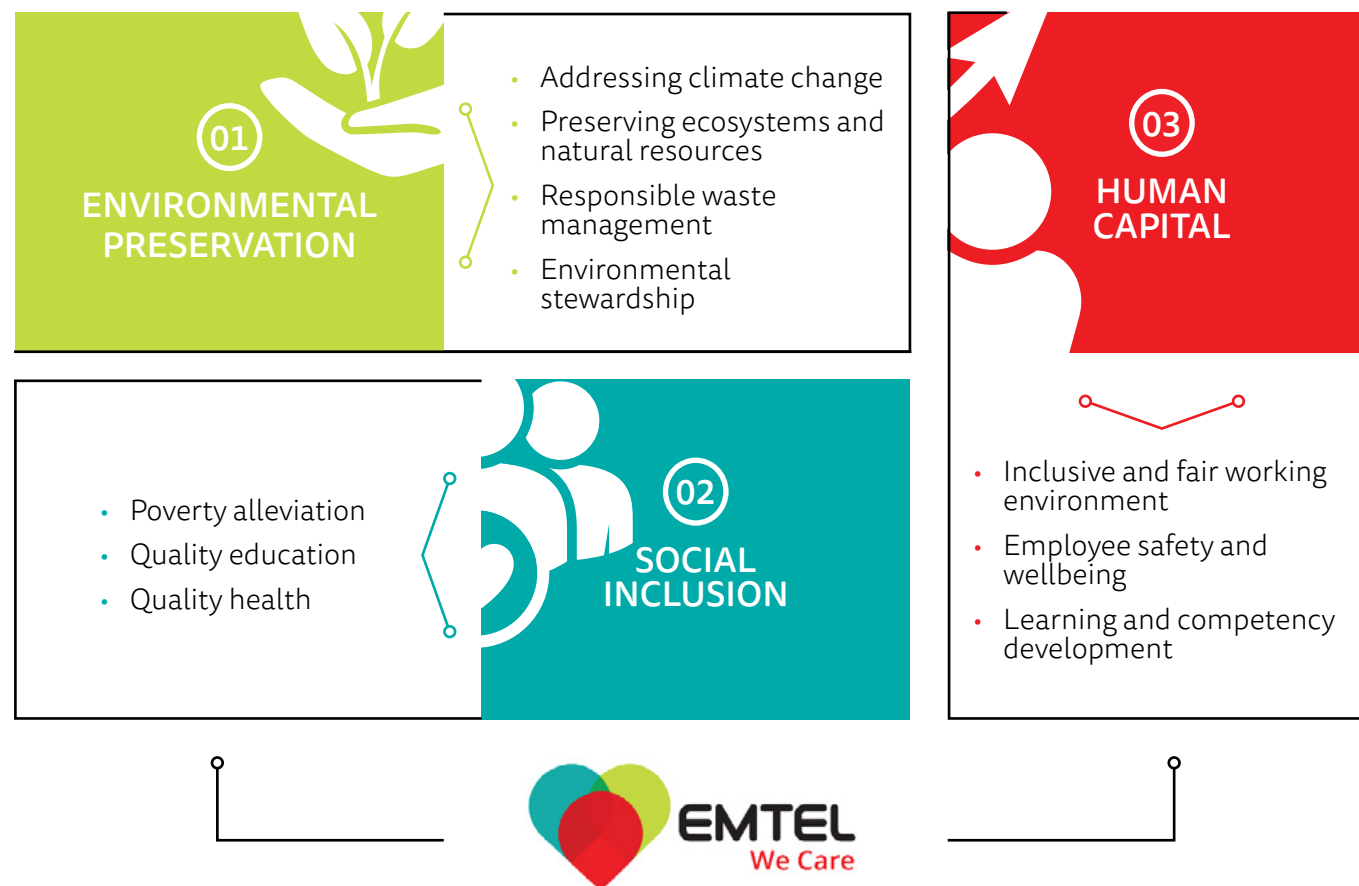 01
ENVIRONMENTAL
PRESERVATION
• Addressing climate change
• Preserving ecosystems and
natural resources
• Responsible waste
management
• Environmental
stewardship
• Poverty alleviation
• Quality education
• Quality health
02
SOCIAL
INCLUSION
03
HUMAN
CAPITAL
• Inclusive and fair working
environment
• Employee safety and
wellbeing
• Learning and competency
development
EMTEL
We Care